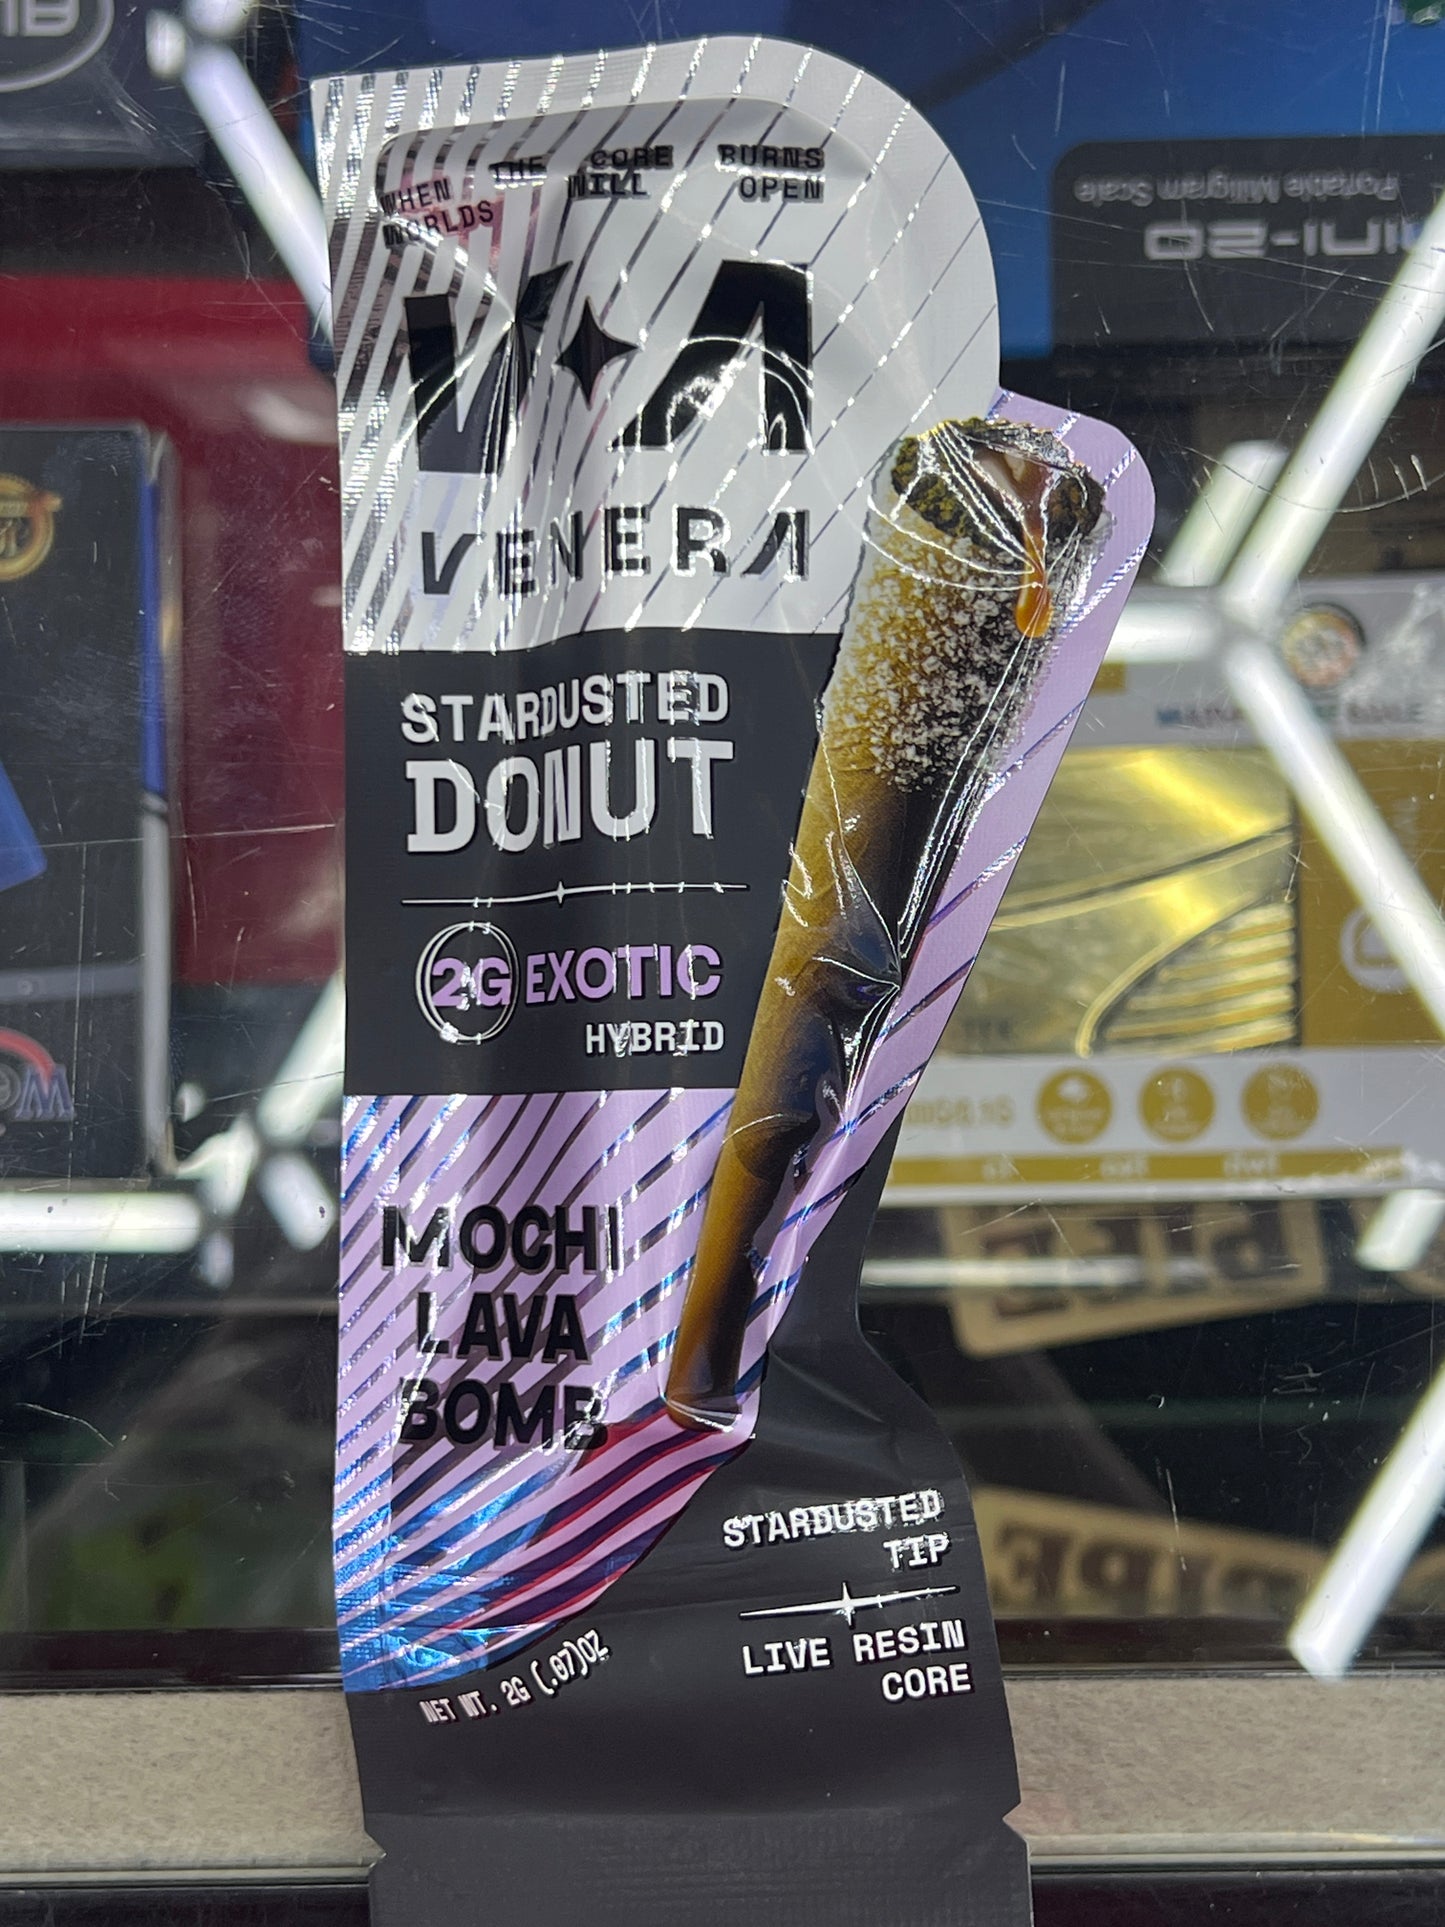 WHEN THE CORE BURNS
WORLDS WILL OPEN
VENERA
STARDUSTED
DONUT
2G EXOTIC
HYBRID
MOCHI
LAVA
BOMB
STARDUSTED
TIP
LIVE RESIN
CORE
NET WT. 2G (.07)OZ
Portable Milligram Scale